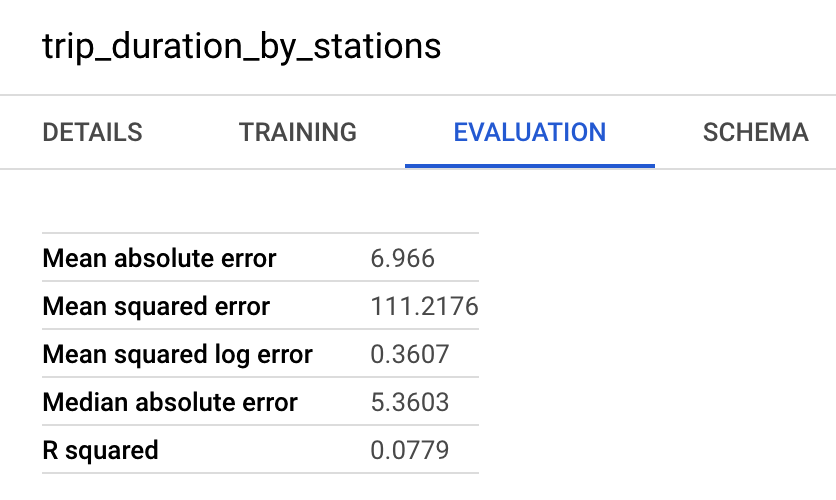 trip_duration_by_stations
DETAILS TRAINING EVALUATION SCHEMA
Mean absolute error 6.966
Mean squared error 111.2176
Mean squared log error 0.3607
Median absolute error 5.3603
R squared 0.0779